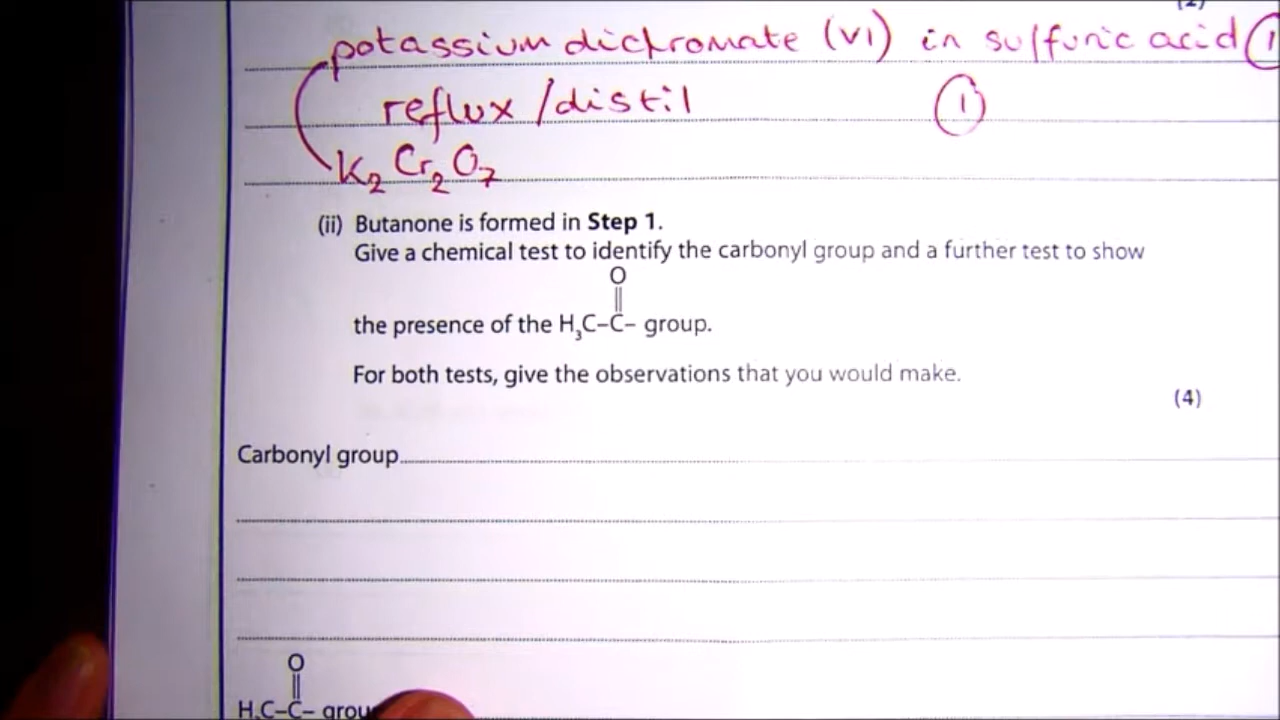 (2)
potassium dichromate (VI) in sulfuric acid (1
reflux / distil (1)
K2Cr2O7
(ii) Butanone is formed in Step 1.
Give a chemical test to identify the carbonyl group and a further test to show
O
||
the presence of the H₃C–C– group.
For both tests, give the observations that you would make.
(4)
Carbonyl group
O
||
H₃C–C– grou